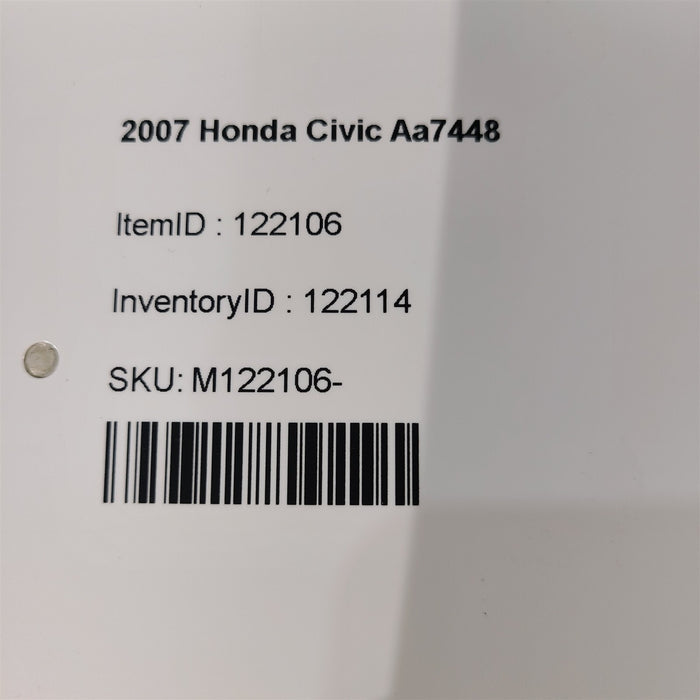 2007 Honda Civic Aa7448
ItemID : 122106
InventoryID : 122114
SKU: M122106-